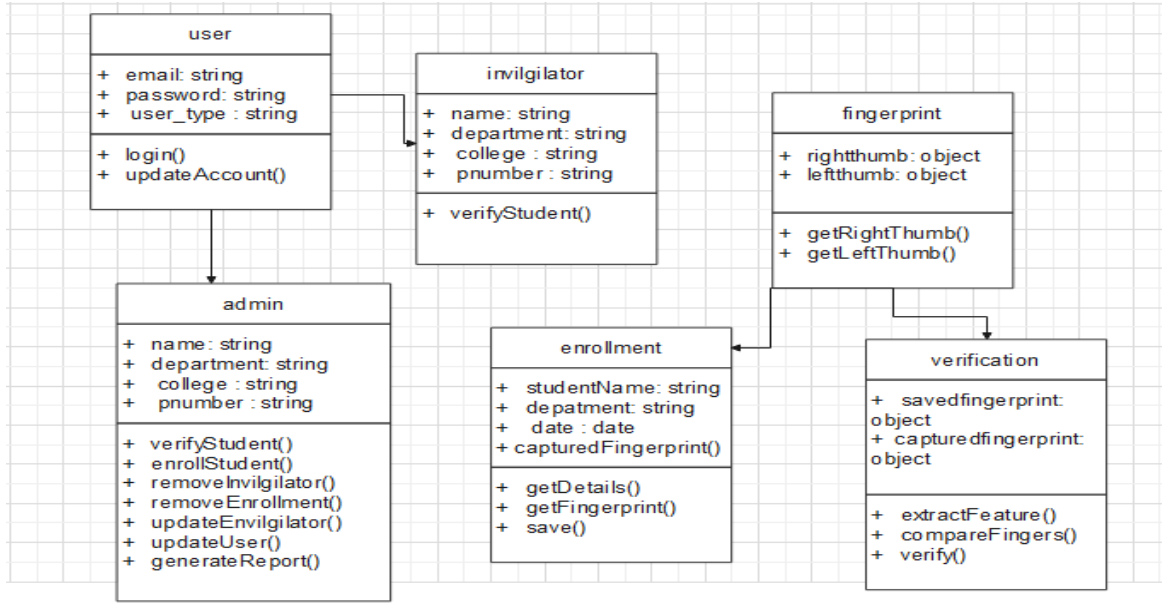 user
+ email: string
+ password: string
+ user_type : string
+ login()
+ updateAccount()
invilgilator
+ name: string
+ department: string
+ college : string
+ pnumber : string
+ verifyStudent()
fingerprint
+ rightthumb: object
+ leftthumb: object
+ getRightThumb()
+ getLeftThumb()
admin
+ name: string
+ department: string
+ college : string
+ pnumber : string
+ verifyStudent()
+ enrollStudent()
+ removeInvilgilator()
+ removeEnrollment()
+ updateEnvilgilator()
+ updateUser()
+ generateReport()
enrollment
+ studentName: string
+ depatment: string
+ date : date
+ capturedFingerprint()
+ getDetails()
+ getFingerprint()
+ save()
verification
+ savedfingerprint:
object
+ capturedfingerprint:
object
+ extractFeature()
+ compareFingers()
+ verify()